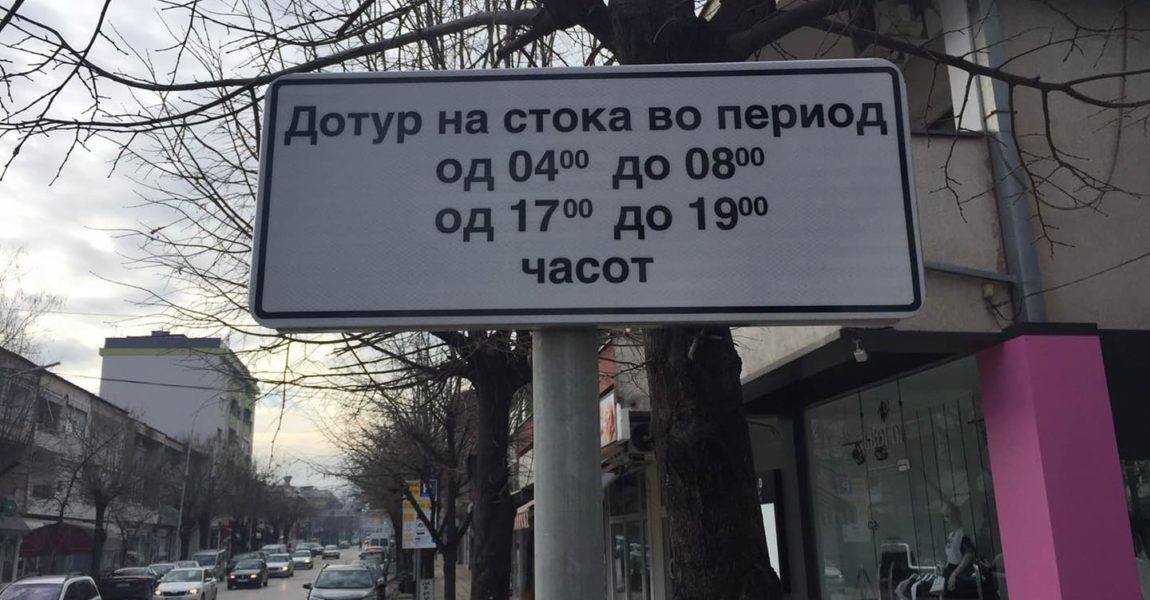 Дотур на стока во период
од 04⁰⁰ до 08⁰⁰
од 17⁰⁰ до 19⁰⁰
часот